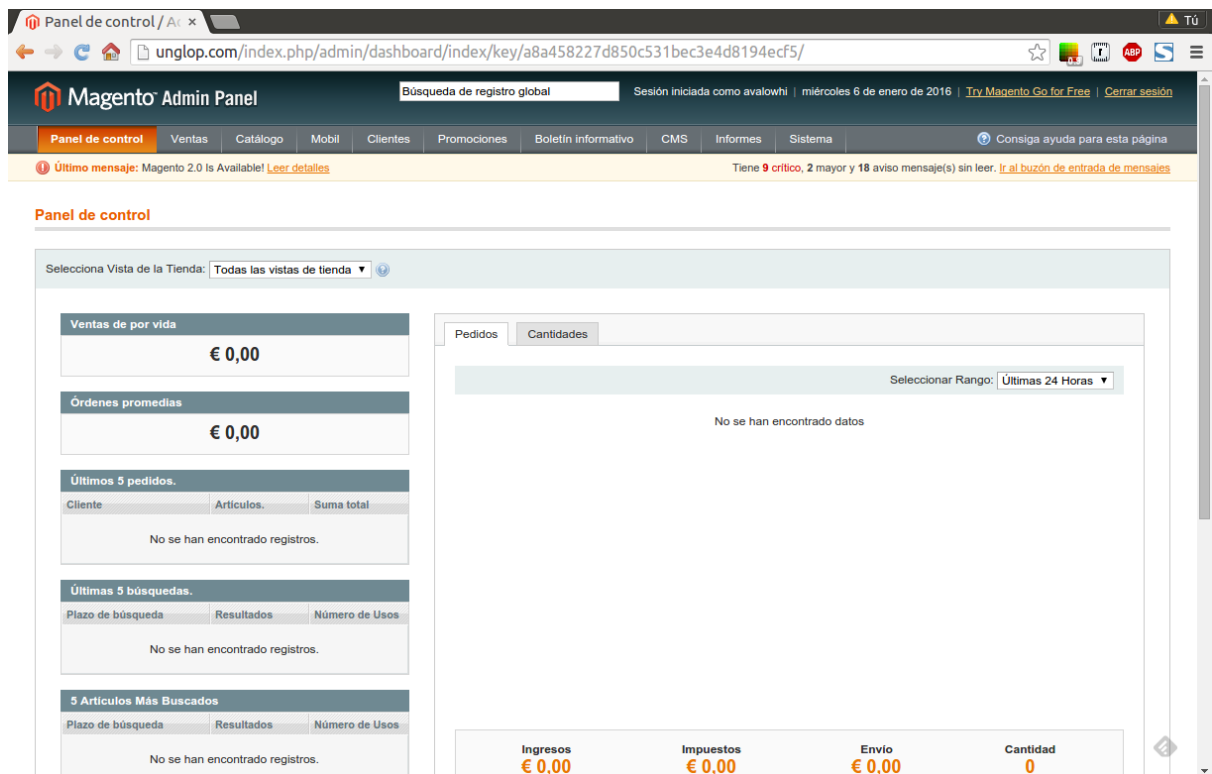 Panel de control / Ad
Tú
unglop.com/index.php/admin/dashboard/index/key/a8a458227d850c531bec3e4d8194ecf5/
ABP
Magento Admin Panel
Búsqueda de registro global
Sesión iniciada como avalowhi | miércoles 6 de enero de 2016 | Try Magento Go for Free | Cerrar sesión
Panel de control Ventas Catálogo Mobil Clientes Promociones Boletín informativo CMS Informes Sistema Consiga ayuda para esta página
Último mensaje: Magento 2.0 Is Available! Leer detalles Tiene 9 crítico, 2 mayor y 18 aviso mensaje(s) sin leer. Ir al buzón de entrada de mensajes
Panel de control
Selecciona Vista de la Tienda: Todas las vistas de tienda
Ventas de por vida
€ 0,00
Órdenes promedias
€ 0,00
Últimos 5 pedidos.
Cliente Artículos. Suma total
No se han encontrado registros.
Últimas 5 búsquedas.
Plazo de búsqueda Resultados Número de Usos
No se han encontrado registros.
5 Artículos Más Buscados
Plazo de búsqueda Resultados Número de Usos
No se han encontrado registros.
Pedidos Cantidades
Seleccionar Rango: Últimas 24 Horas
No se han encontrado datos
Ingresos Impuestos Envío Cantidad
€ 0,00 € 0,00 € 0,00 0